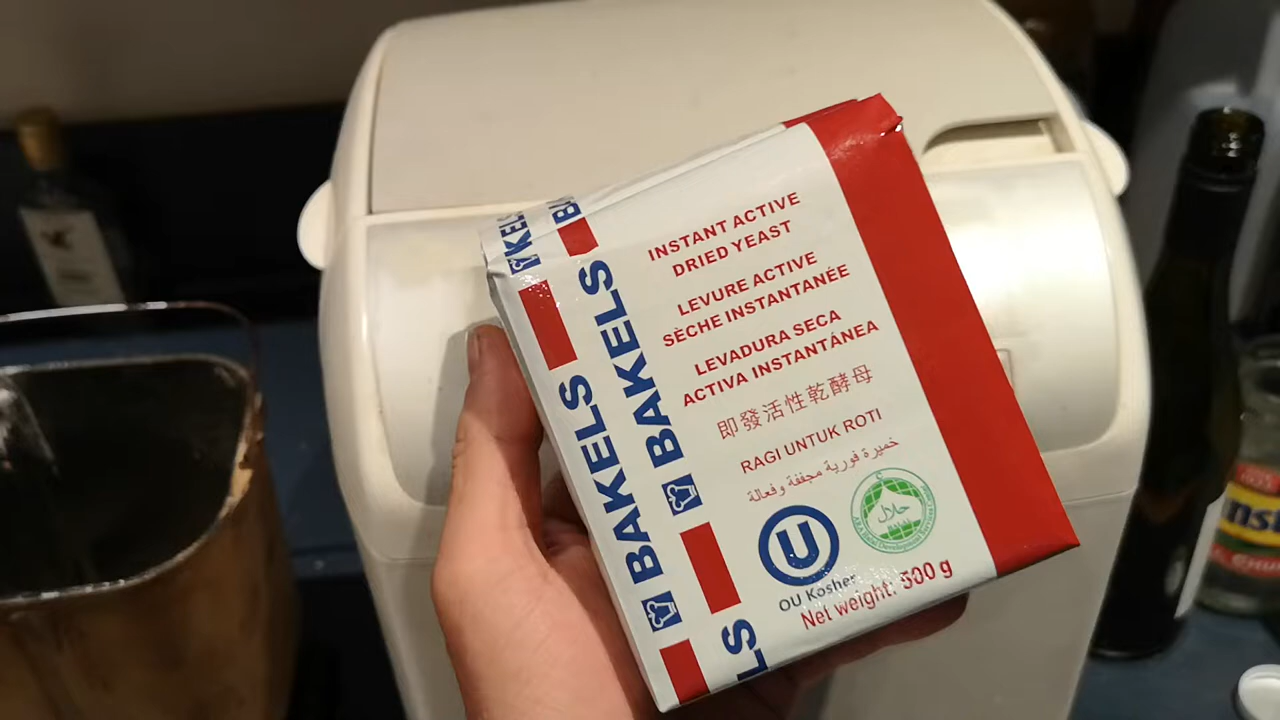 BAKELS
BAKELS
INSTANT ACTIVE
DRIED YEAST
LEVURE ACTIVE
SÈCHE INSTANTANÉE
LEVADURA SECA
ACTIVA INSTANTÁNEA
即發活性乾酵母
RAGI UNTUK ROTI
خميرة فورية مجففة وفعالة
U
OU Kosher
حلال
HALAL
Net weight: 500 g